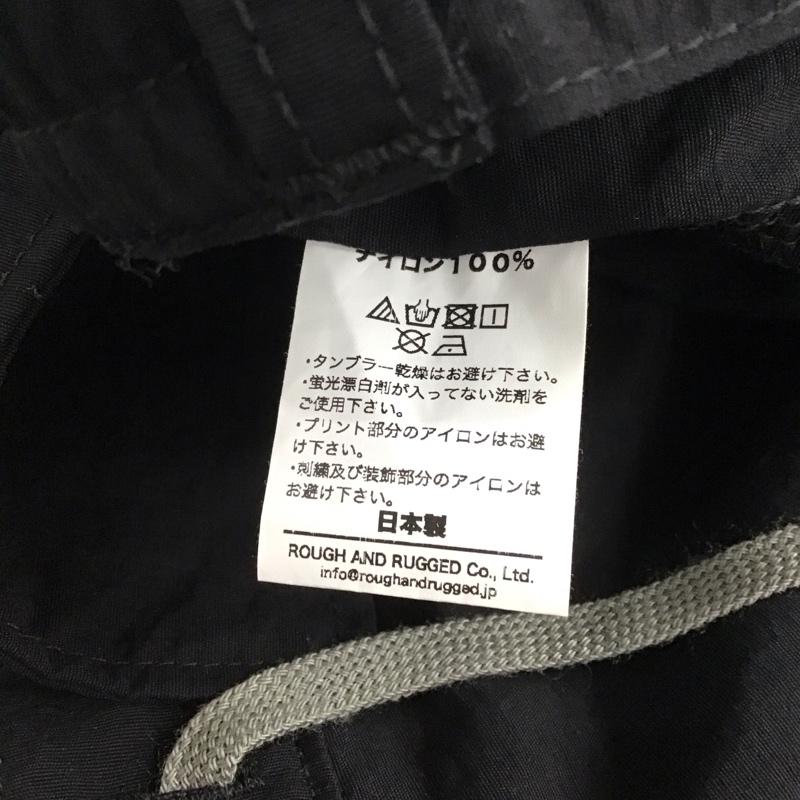 ナイロン100%
・タンブラー乾燥はお避け下さい。
・蛍光漂白剤が入ってない洗剤を
ご使用下さい。
・プリント部分のアイロンはお避
け下さい。
・刺繍及び装飾部分のアイロンは
お避け下さい。
日本製
ROUGH AND RUGGED Co., Ltd.
info@roughandrugged.jp